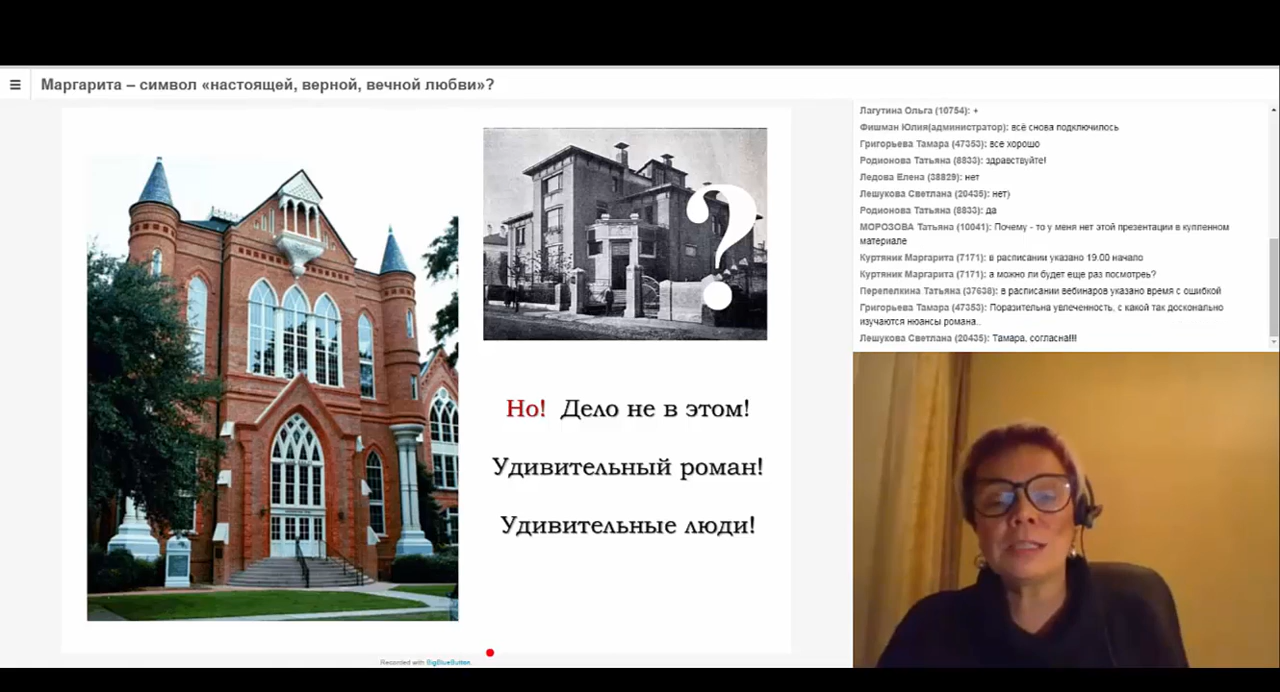 Маргарита – символ «настоящей, верной, вечной любви»?
?
Но! Дело не в этом!
Удивительный роман!
Удивительные люди!
Recorded with BigBlueButton.
Лагутина Ольга (10754): +
Фишман Юлия(администратор): всё снова подключилось
Григорьева Тамара (47353): все хорошо
Родионова Татьяна (8833): здравствуйте!
Ледова Елена (38829): нет
Лешукова Светлана (20435): нет)
Родионова Татьяна (8833): да
МОРОЗОВА Татьяна (10041): Почему - то у меня нет этой презентации в купленном
материале
Куртяник Маргарита (7171): в расписании указано 19.00 начало
Куртяник Маргарита (7171): а можно ли будет еще раз посмотреь?
Перепелкина Татьяна (37638): в расписании вебинаров указано время с ошибкой
Григорьева Тамара (47353): Поразительна увлеченность, с какой так досконально
изучаются нюансы романа..
Лешукова Светлана (20435): Тамара, согласна!!!